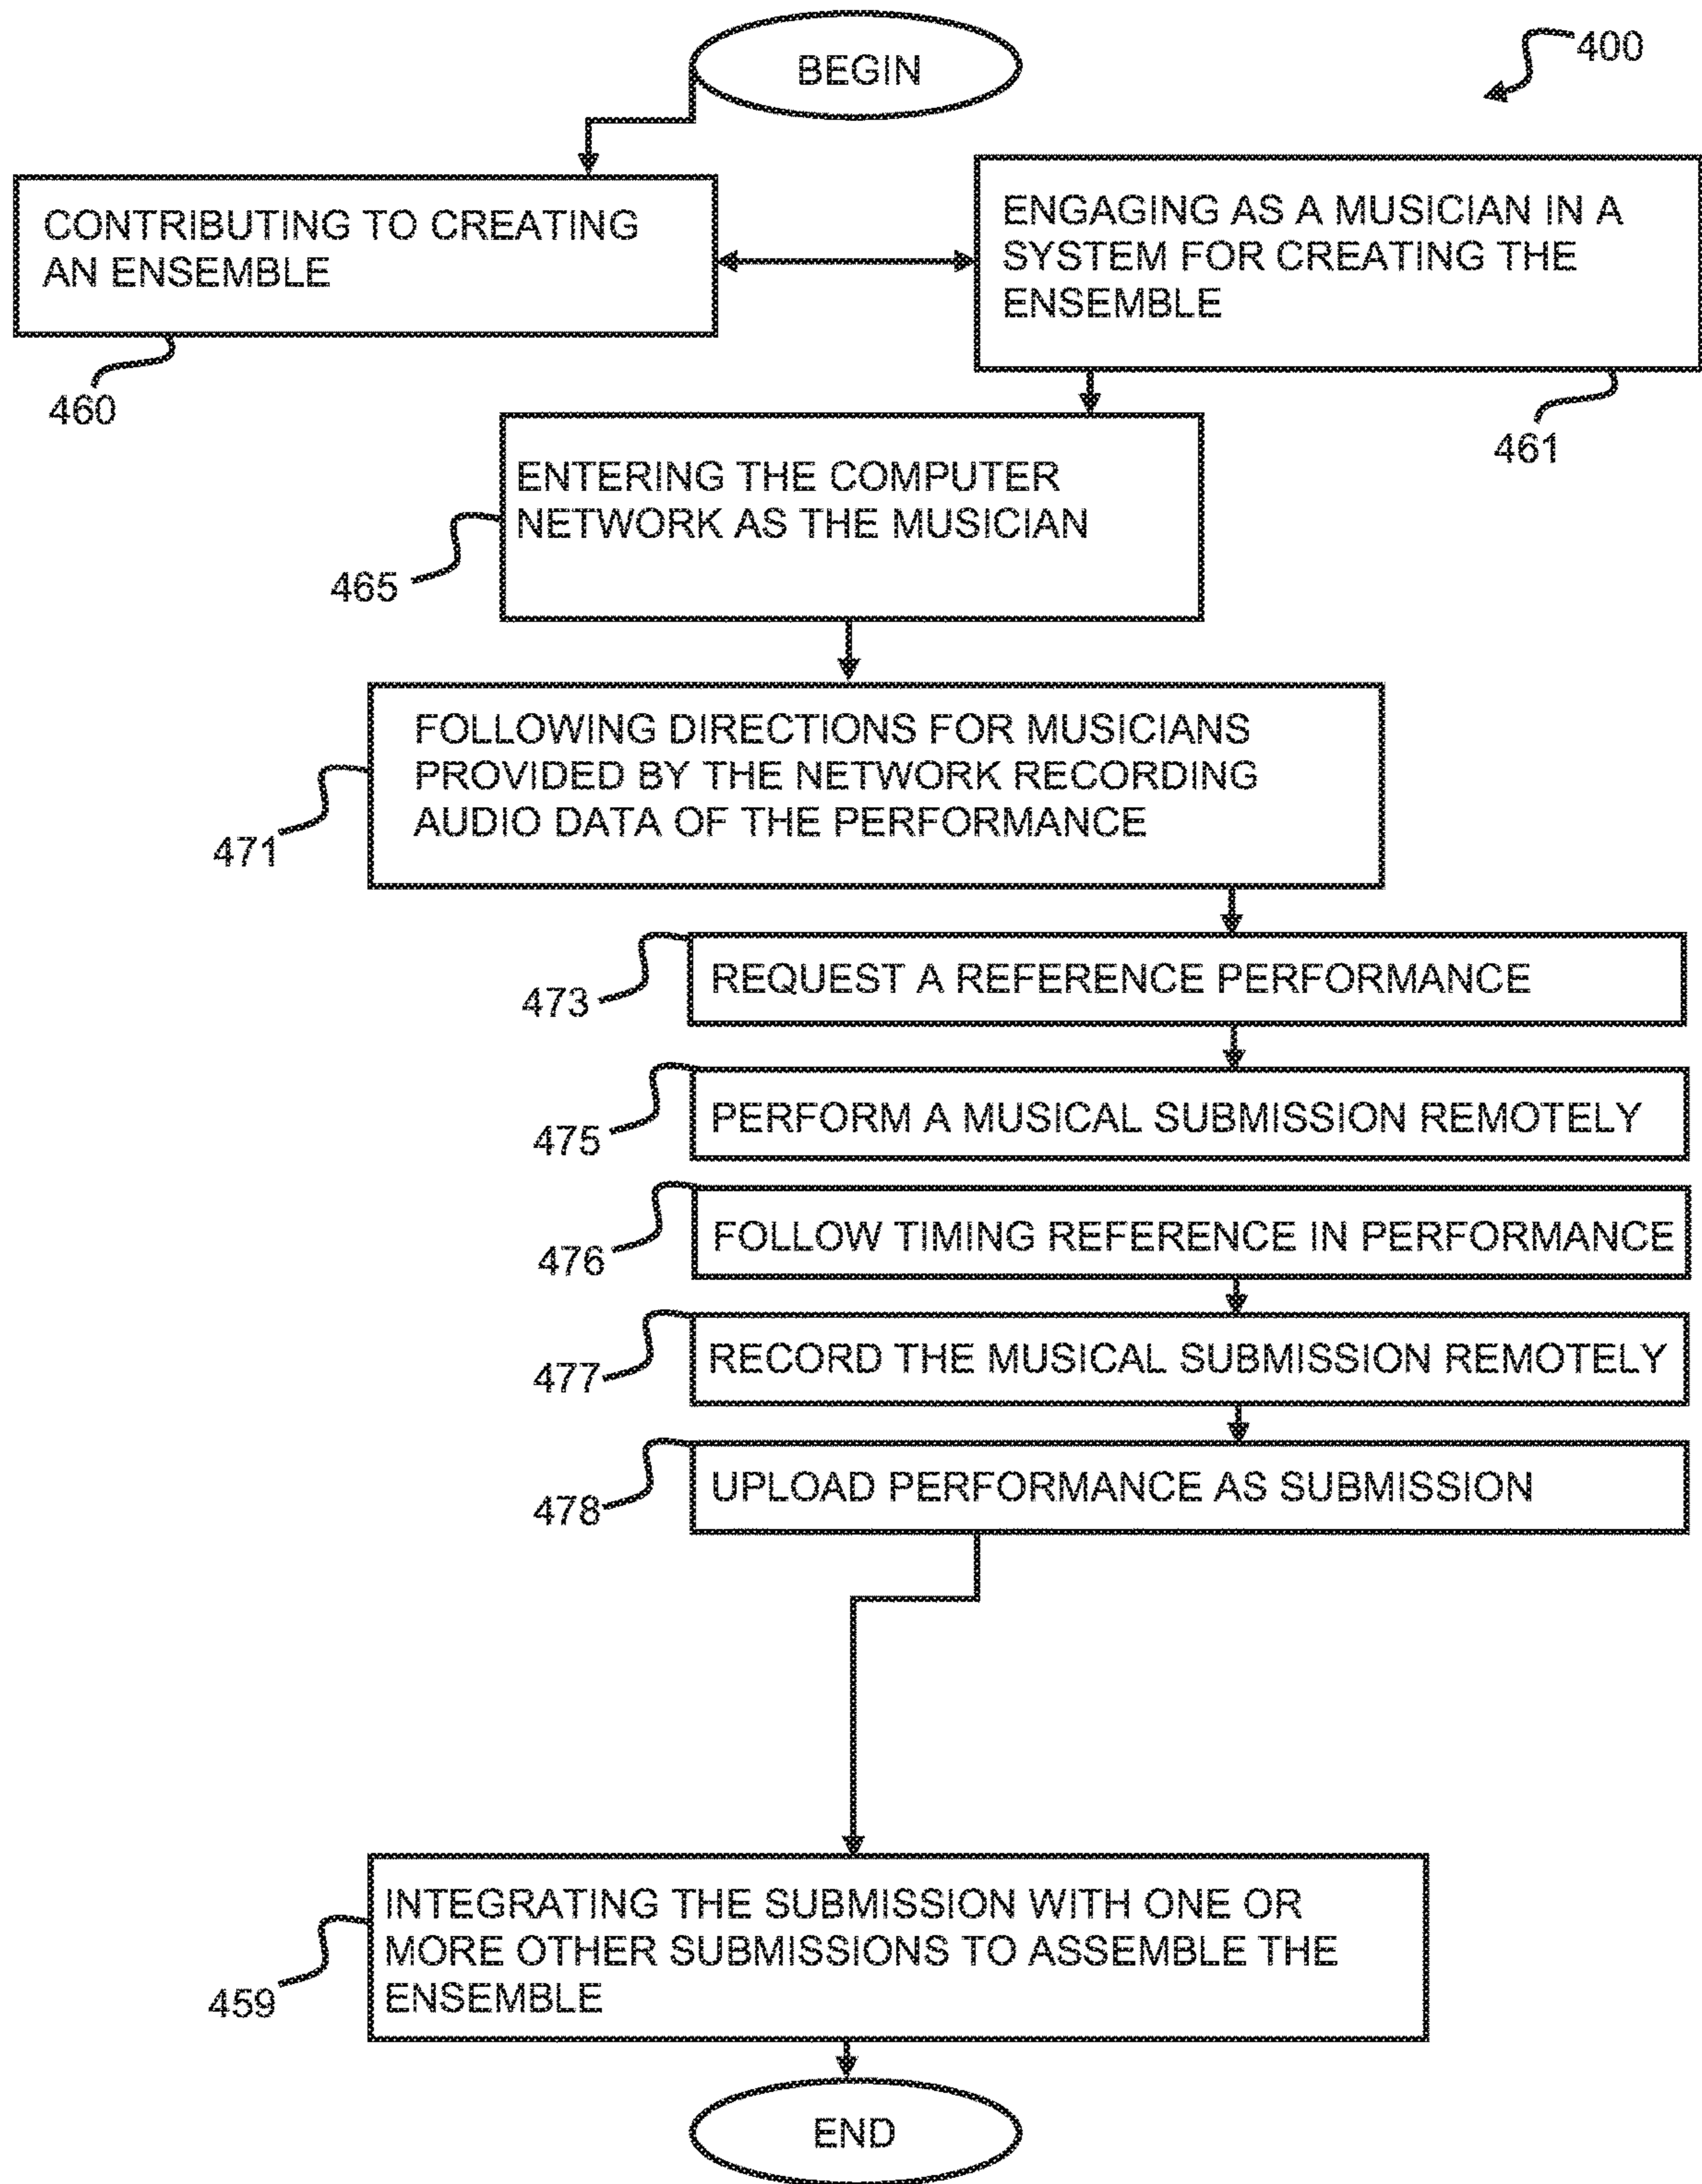 BEGIN
400
CONTRIBUTING TO CREATING
AN ENSEMBLE
ENGAGING AS A MUSICIAN IN A
SYSTEM FOR CREATING THE
ENSEMBLE
460
461
ENTERING THE COMPUTER
NETWORK AS THE MUSICIAN
465
FOLLOWING DIRECTIONS FOR MUSICIANS
PROVIDED BY THE NETWORK RECORDING
AUDIO DATA OF THE PERFORMANCE
471
REQUEST A REFERENCE PERFORMANCE
473
PERFORM A MUSICAL SUBMISSION REMOTELY
475
FOLLOW TIMING REFERENCE IN PERFORMANCE
476
RECORD THE MUSICAL SUBMISSION REMOTELY
477
UPLOAD PERFORMANCE AS SUBMISSION
478
INTEGRATING THE SUBMISSION WITH ONE OR
MORE OTHER SUBMISSIONS TO ASSEMBLE THE
ENSEMBLE
459
END